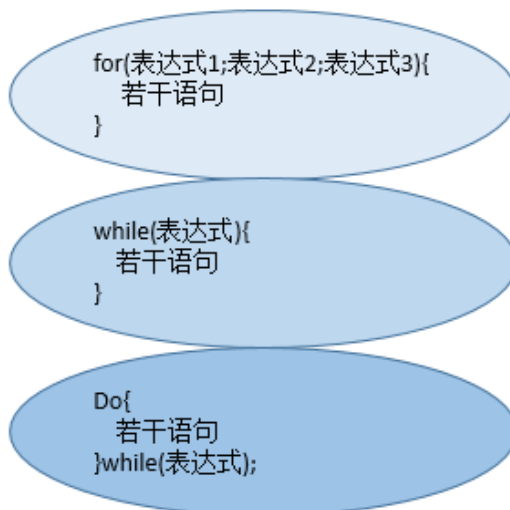 for(表达式1;表达式2;表达式3){
若干语句
}
while(表达式){
若干语句
}
Do{
若干语句
}while(表达式);